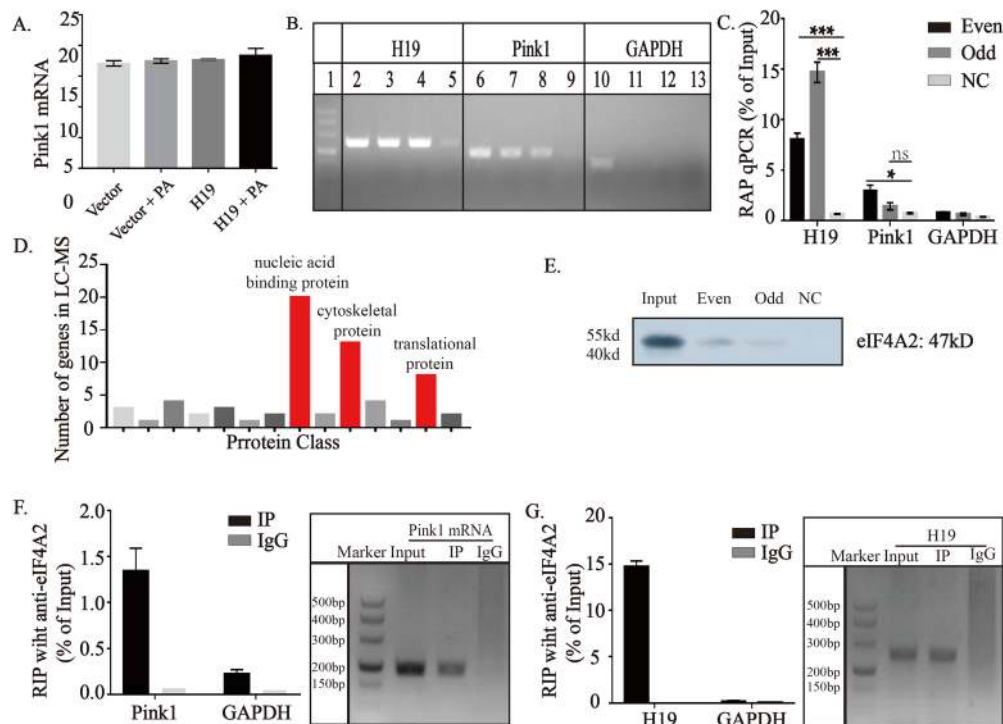 A.
Pink1 mRNA
25
20
15
10
5
0
Vector
Vector + PA
H19
H19 + PA
B.
H19
Pink1
GAPDH
1 2 3 4 5 6 7 8 9 10 11 12 13
C.
RAP qPCR (% of Input)
20
15
10
5
0
***
***
ns
*
Even
Odd
NC
H19
Pink1
GAPDH
D.
Number of genes in LC-MS
25
20
15
10
5
0
nucleic acid
binding protein
cytoskeletal
protein
translational
protein
Prrotein Class
E.
Input Even Odd NC
55kd
40kd
eIF4A2: 47kD
F.
RIP wiht anti-eIF4A2
(% of Input)
2.0
1.5
1.0
0.5
0.0
IP
IgG
Pink1
GAPDH
Pink1 mRNA
Marker Input IP IgG
500bp
400bp
300bp
200bp
150bp
G.
RIP wiht anti-eIF4A2
(% of Input)
20
15
10
5
0
IP
IgG
H19
GAPDH
H19
Marker Input IP IgG
500bp
400bp
300bp
200bp
150bp